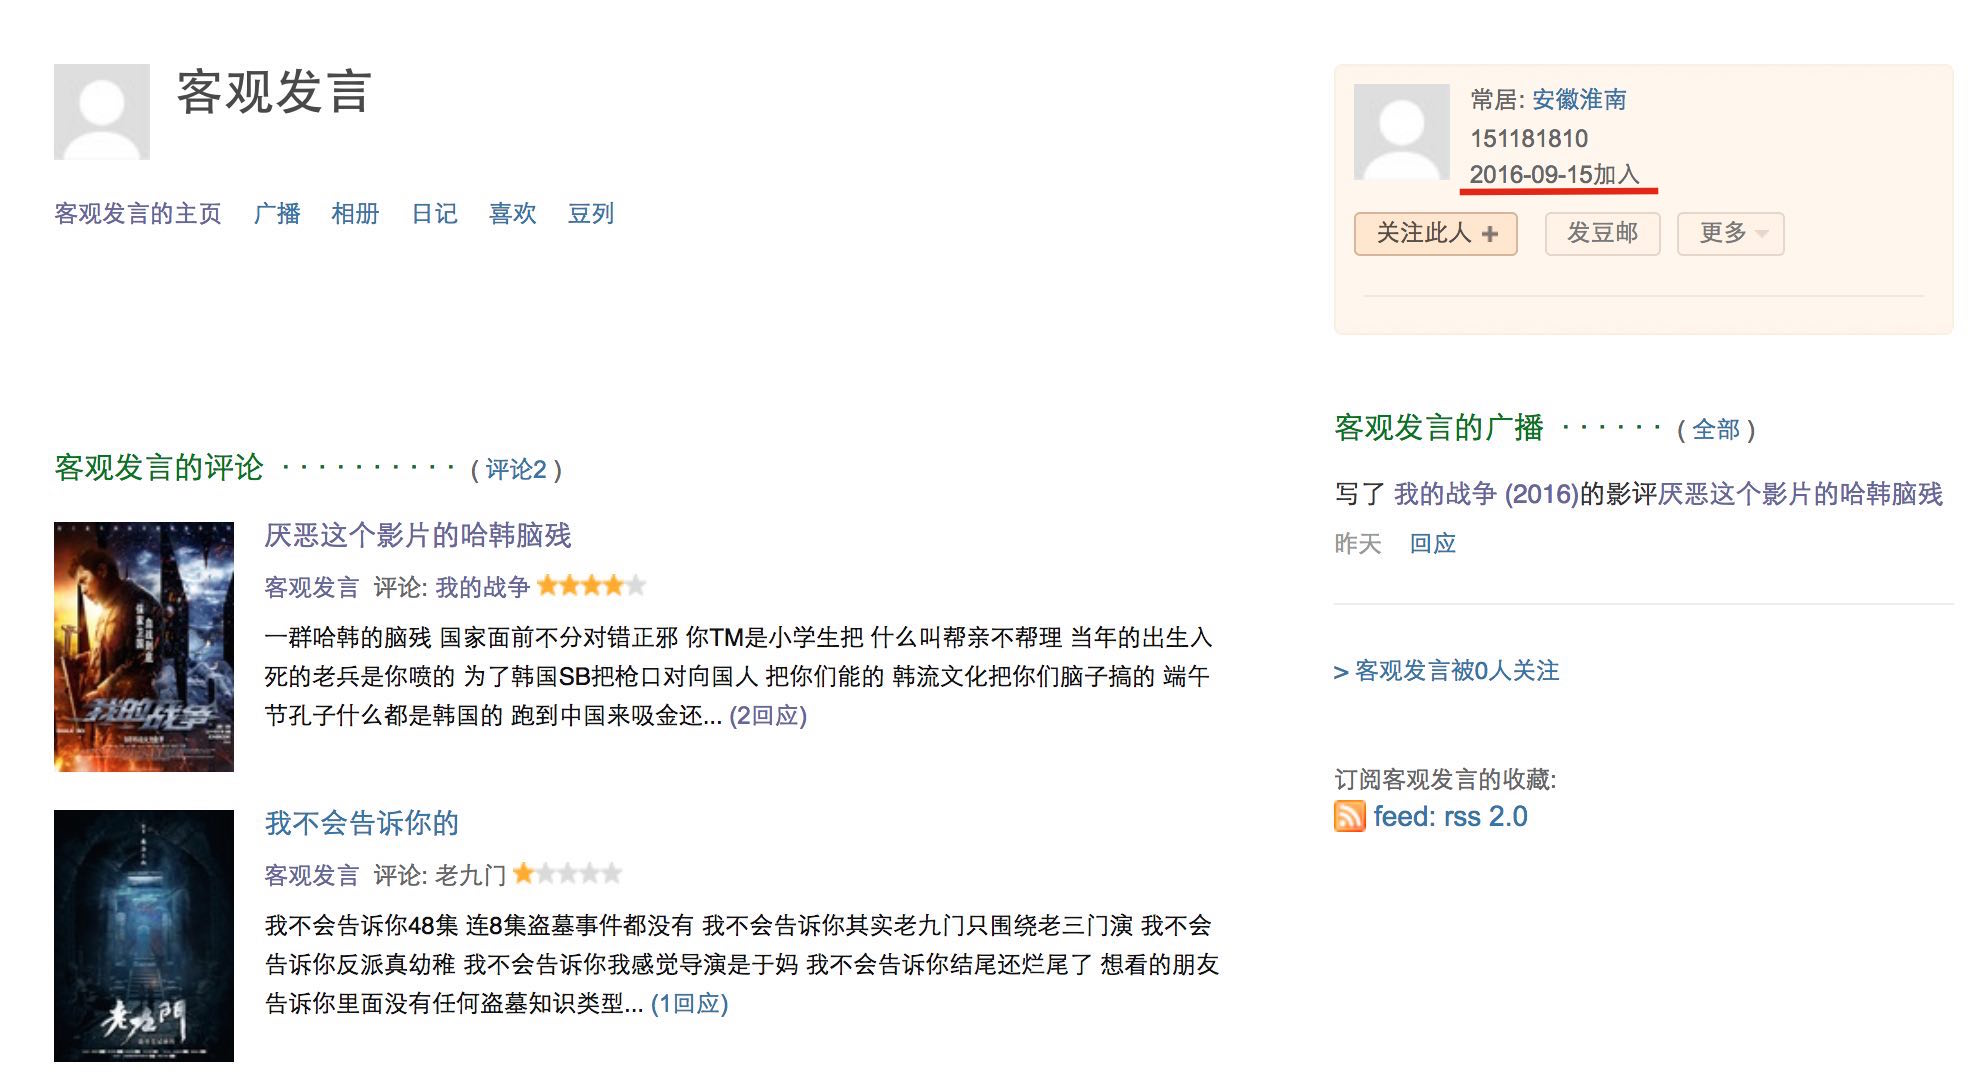 客观发言
客观发言的主页 广播 相册 日记 喜欢 豆列
常居: 安徽淮南
151181810
2016-09-15加入
关注此人 + 发豆邮 更多
客观发言的评论 · · · · · · · · · · ( 评论2 )
厌恶这个影片的哈韩脑残
客观发言 评论: 我的战争
一群哈韩的脑残 国家面前不分对错正邪 你TM是小学生把 什么叫帮亲不帮理 当年的出生入
死的老兵是你喷的 为了韩国SB把枪口对向国人 把你们能的 韩流文化把你们脑子搞的 端午
节孔子什么都是韩国的 跑到中国来吸金还... (2回应)
我的战争
我不会告诉你的
客观发言 评论: 老九门
我不会告诉你48集 连8集盗墓事件都没有 我不会告诉你其实老九门只围绕老三门演 我不会
告诉你反派真幼稚 我不会告诉你我感觉导演是于妈 我不会告诉你结尾还烂尾了 想看的朋友
告诉你里面没有任何盗墓知识类型... (1回应)
老九門
客观发言的广播 · · · · · · ( 全部 )
写了 我的战争 (2016)的影评厌恶这个影片的哈韩脑残
昨天 回应
> 客观发言被0人关注
订阅客观发言的收藏:
feed: rss 2.0